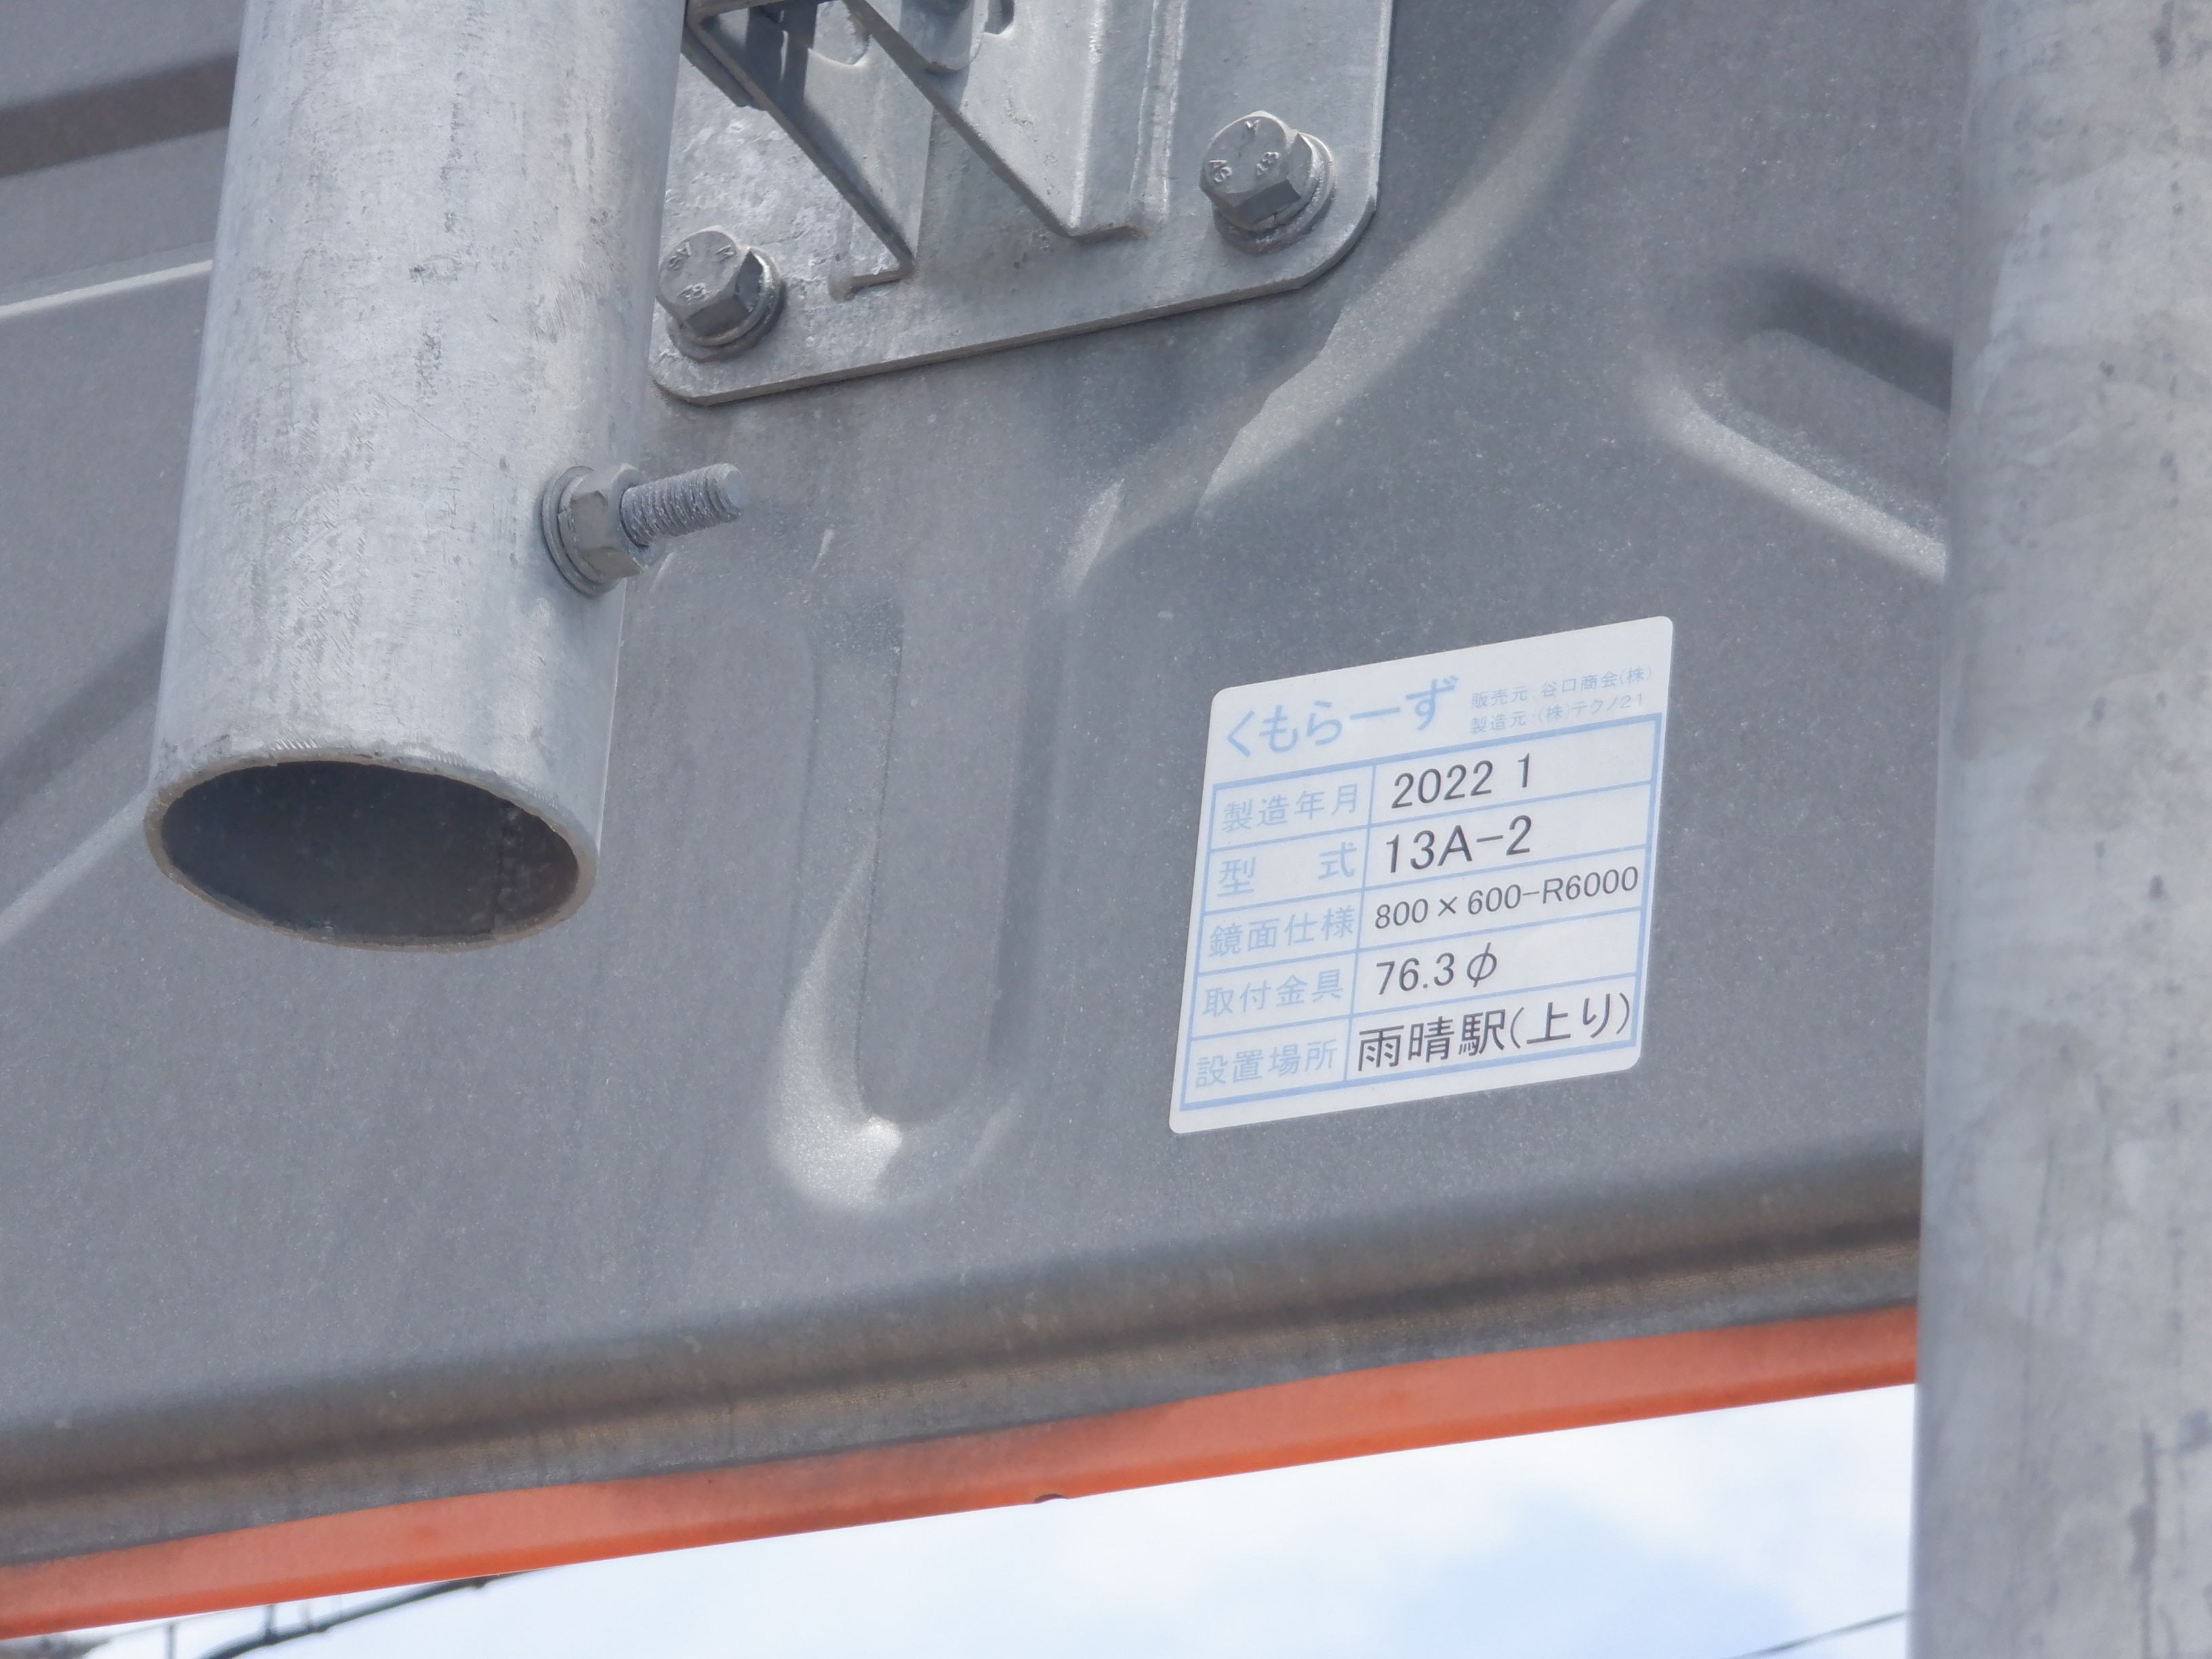 くもらーず
販売元:谷口商会(株)
製造元:(株)テクノ21
製造年月 2022 1
型 式 13A-2
鏡面仕様 800×600-R6000
取付金具 76.3φ
設置場所 雨晴駅(上り)